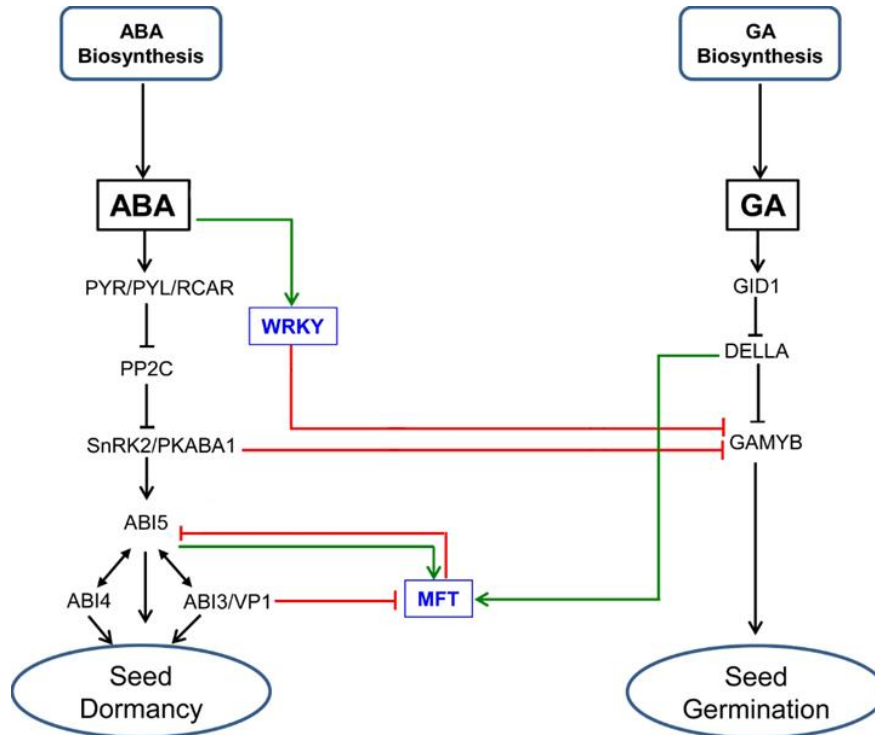 ABA
Biosynthesis
GA
Biosynthesis
ABA
GA
PYR/PYL/RCAR
GID1
WRKY
DELLA
PP2C
SnRK2/PKABA1
GAMYB
ABI5
ABI4
ABI3/VP1
MFT
Seed
Dormancy
Seed
Germination